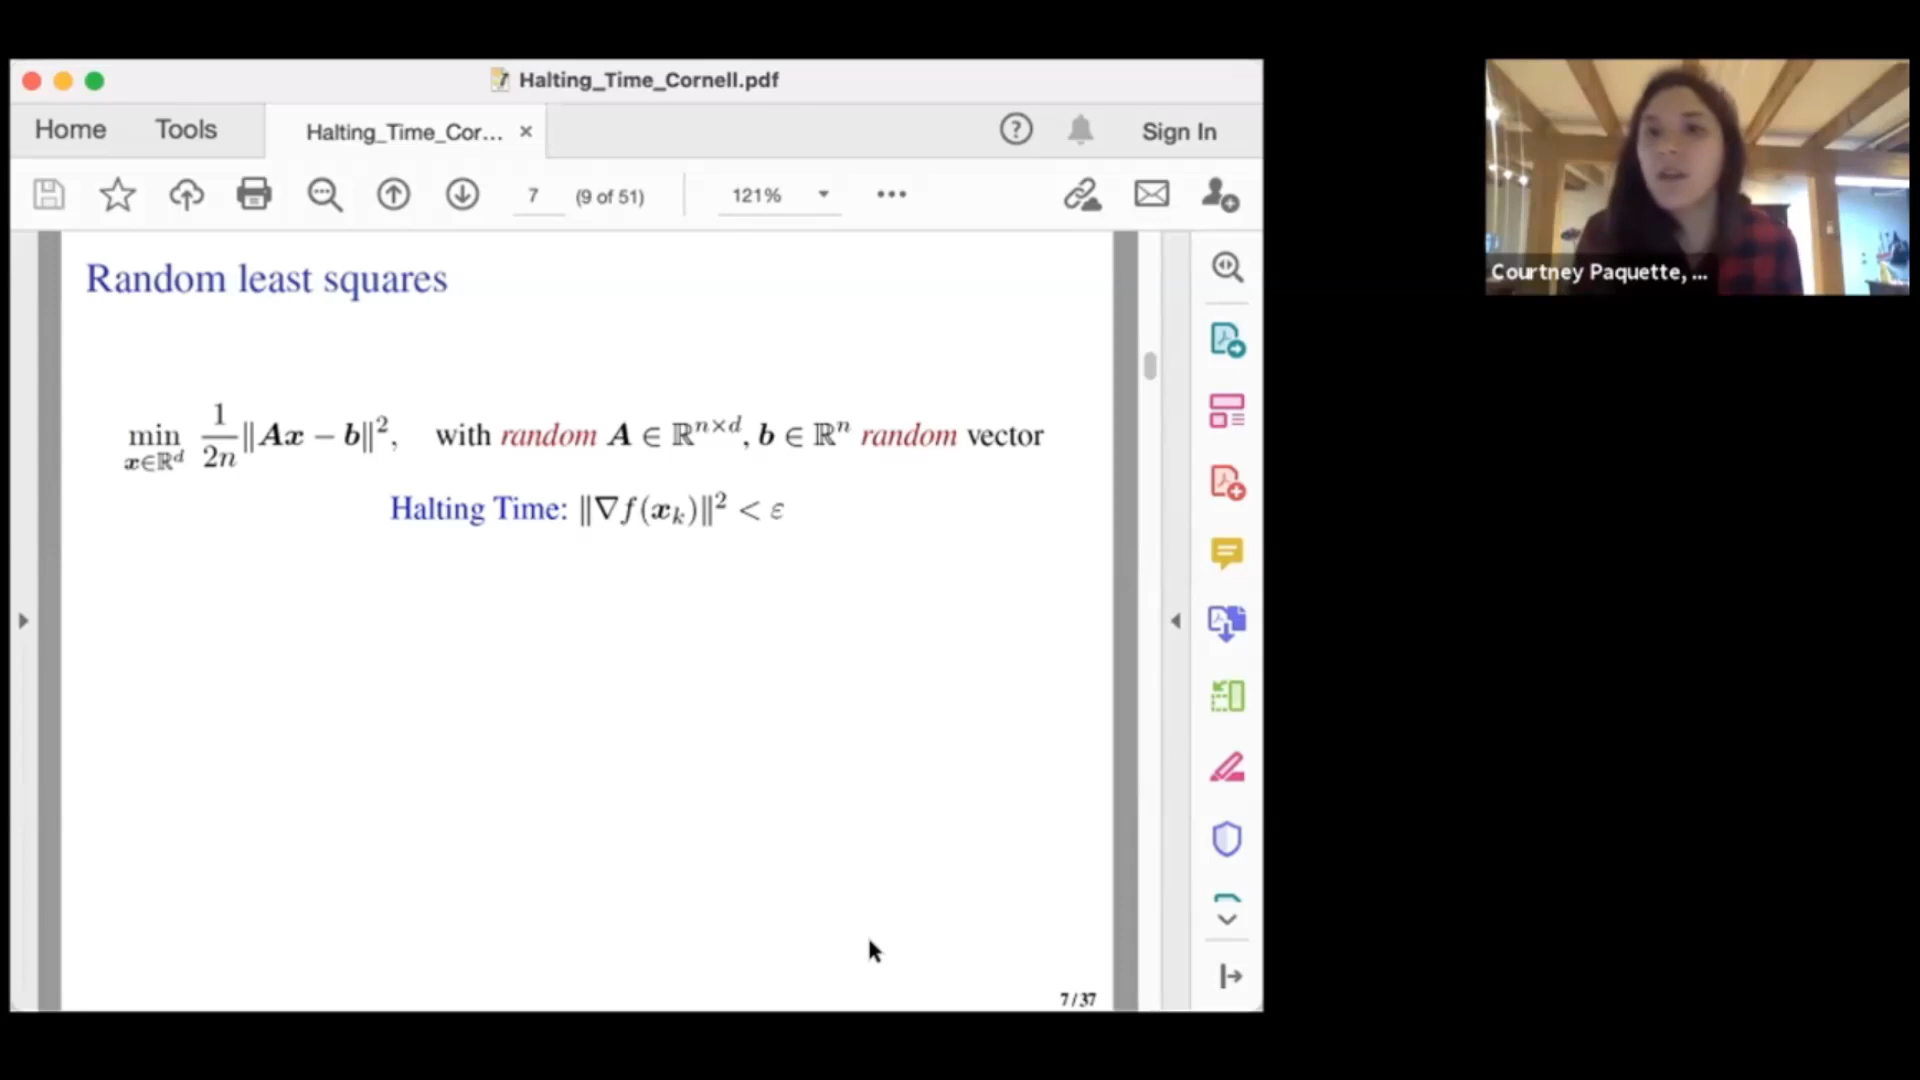 Halting_Time_Cornell.pdf
Home Tools Halting_Time_Cor... × ? Sign In
7 (9 of 51) 121% •••
Random least squares
min_{x∈ℝ^d} 1/2n ‖Ax − b‖², with random A ∈ ℝ^{n×d}, b ∈ ℝ^n random vector
Halting Time: ‖∇f(x_k)‖² < ε
7 / 37
Courtney Paquette, ...